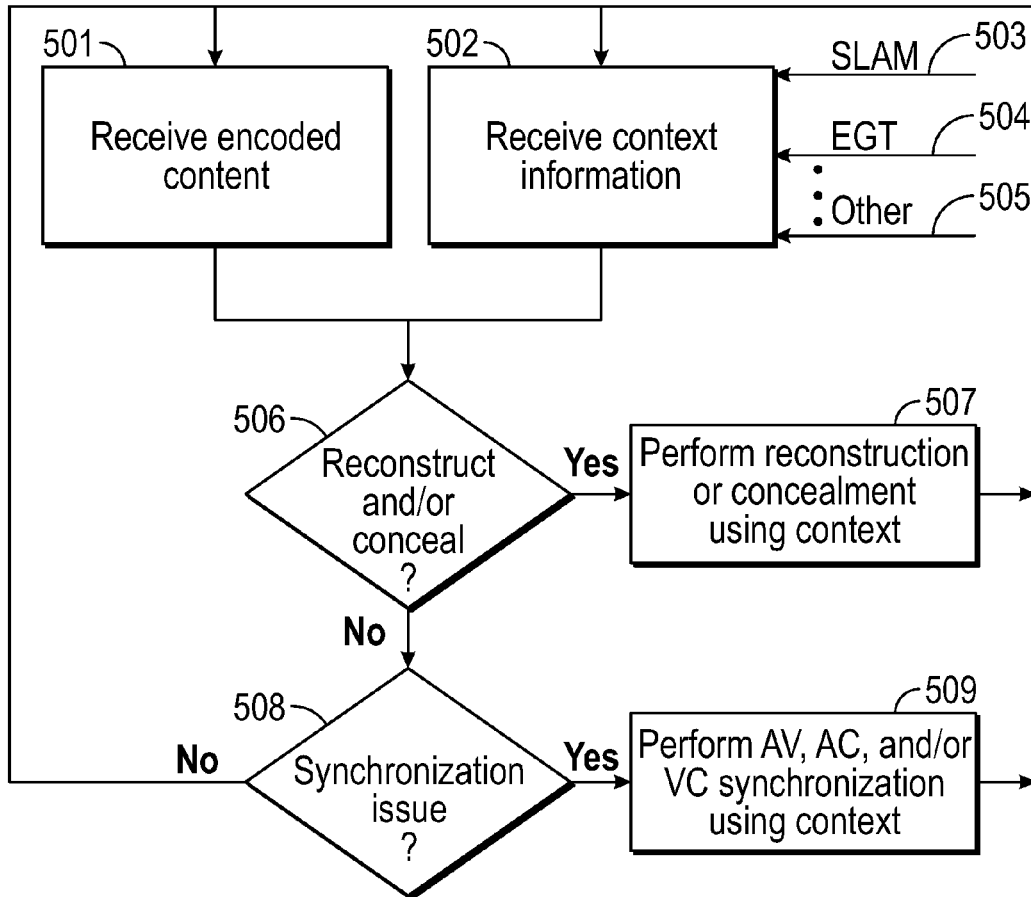 501
502
503
SLAM
Receive encoded
content
Receive context
information
504
EGT
505
Other
506
Reconstruct
and/or
conceal
?
Yes
507
Perform reconstruction
or concealment
using context
No
508
No
Synchronization
issue
?
Yes
509
Perform AV, AC, and/or
VC synchronization
using context